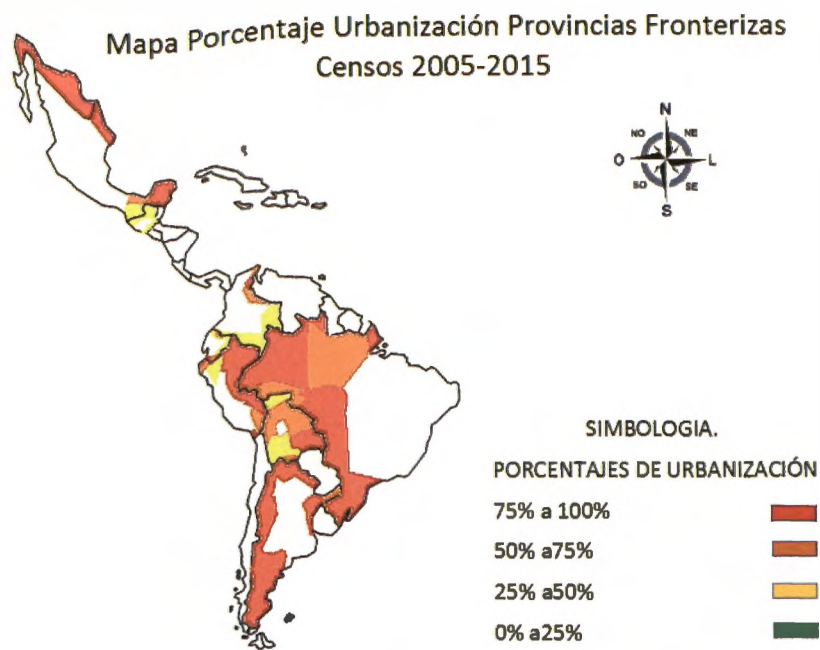 Mapa Porcentaje Urbanización Provincias Fronterizas
Censos 2005-2015
N
NO NE
O L
SO SE
S
SIMBOLOGIA.
PORCENTAJES DE URBANIZACIÓN
75% a 100%
50% a75%
25% a50%
0% a25%